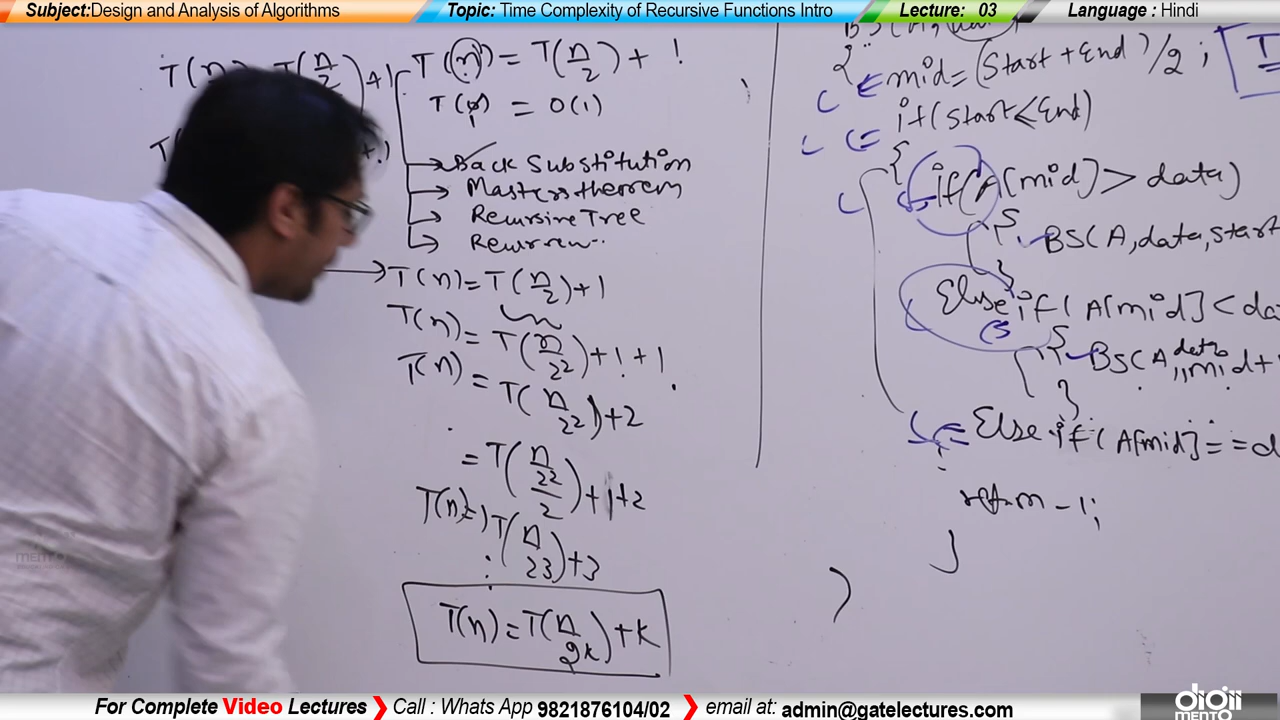 Subject:Design and Analysis of Algorithms
Topic: Time Complexity of Recursive Functions Intro
Lecture: 03
Language : Hindi
T(n) T(n/2)+1
T(n) = T(n/2) + 1
= O(1)
Back Substitution
Masters theorem
Recursive Tree
T(n) = T(n/2)+1
T(n) = T(n/2²)+1+1
T(n) = T(n/2²)+2
= T(n/2²/2)+1+2
T(n) = T(n/2³)+3
:
T(n) = T(n/2k)+k
BS(A,
{
mid=(Start+End)/2;
if(Start<End)
{
if(A[mid]>data)
{
BS(A,data,start
}
Else if(A[mid]<da
{
BS(A,data,mid+
}
Else if(A[mid]==d
return -1;
}
}
For Complete Video Lectures
Call : Whats App 9821876104/02
email at: admin@gatelectures.com
digii
MENTOR